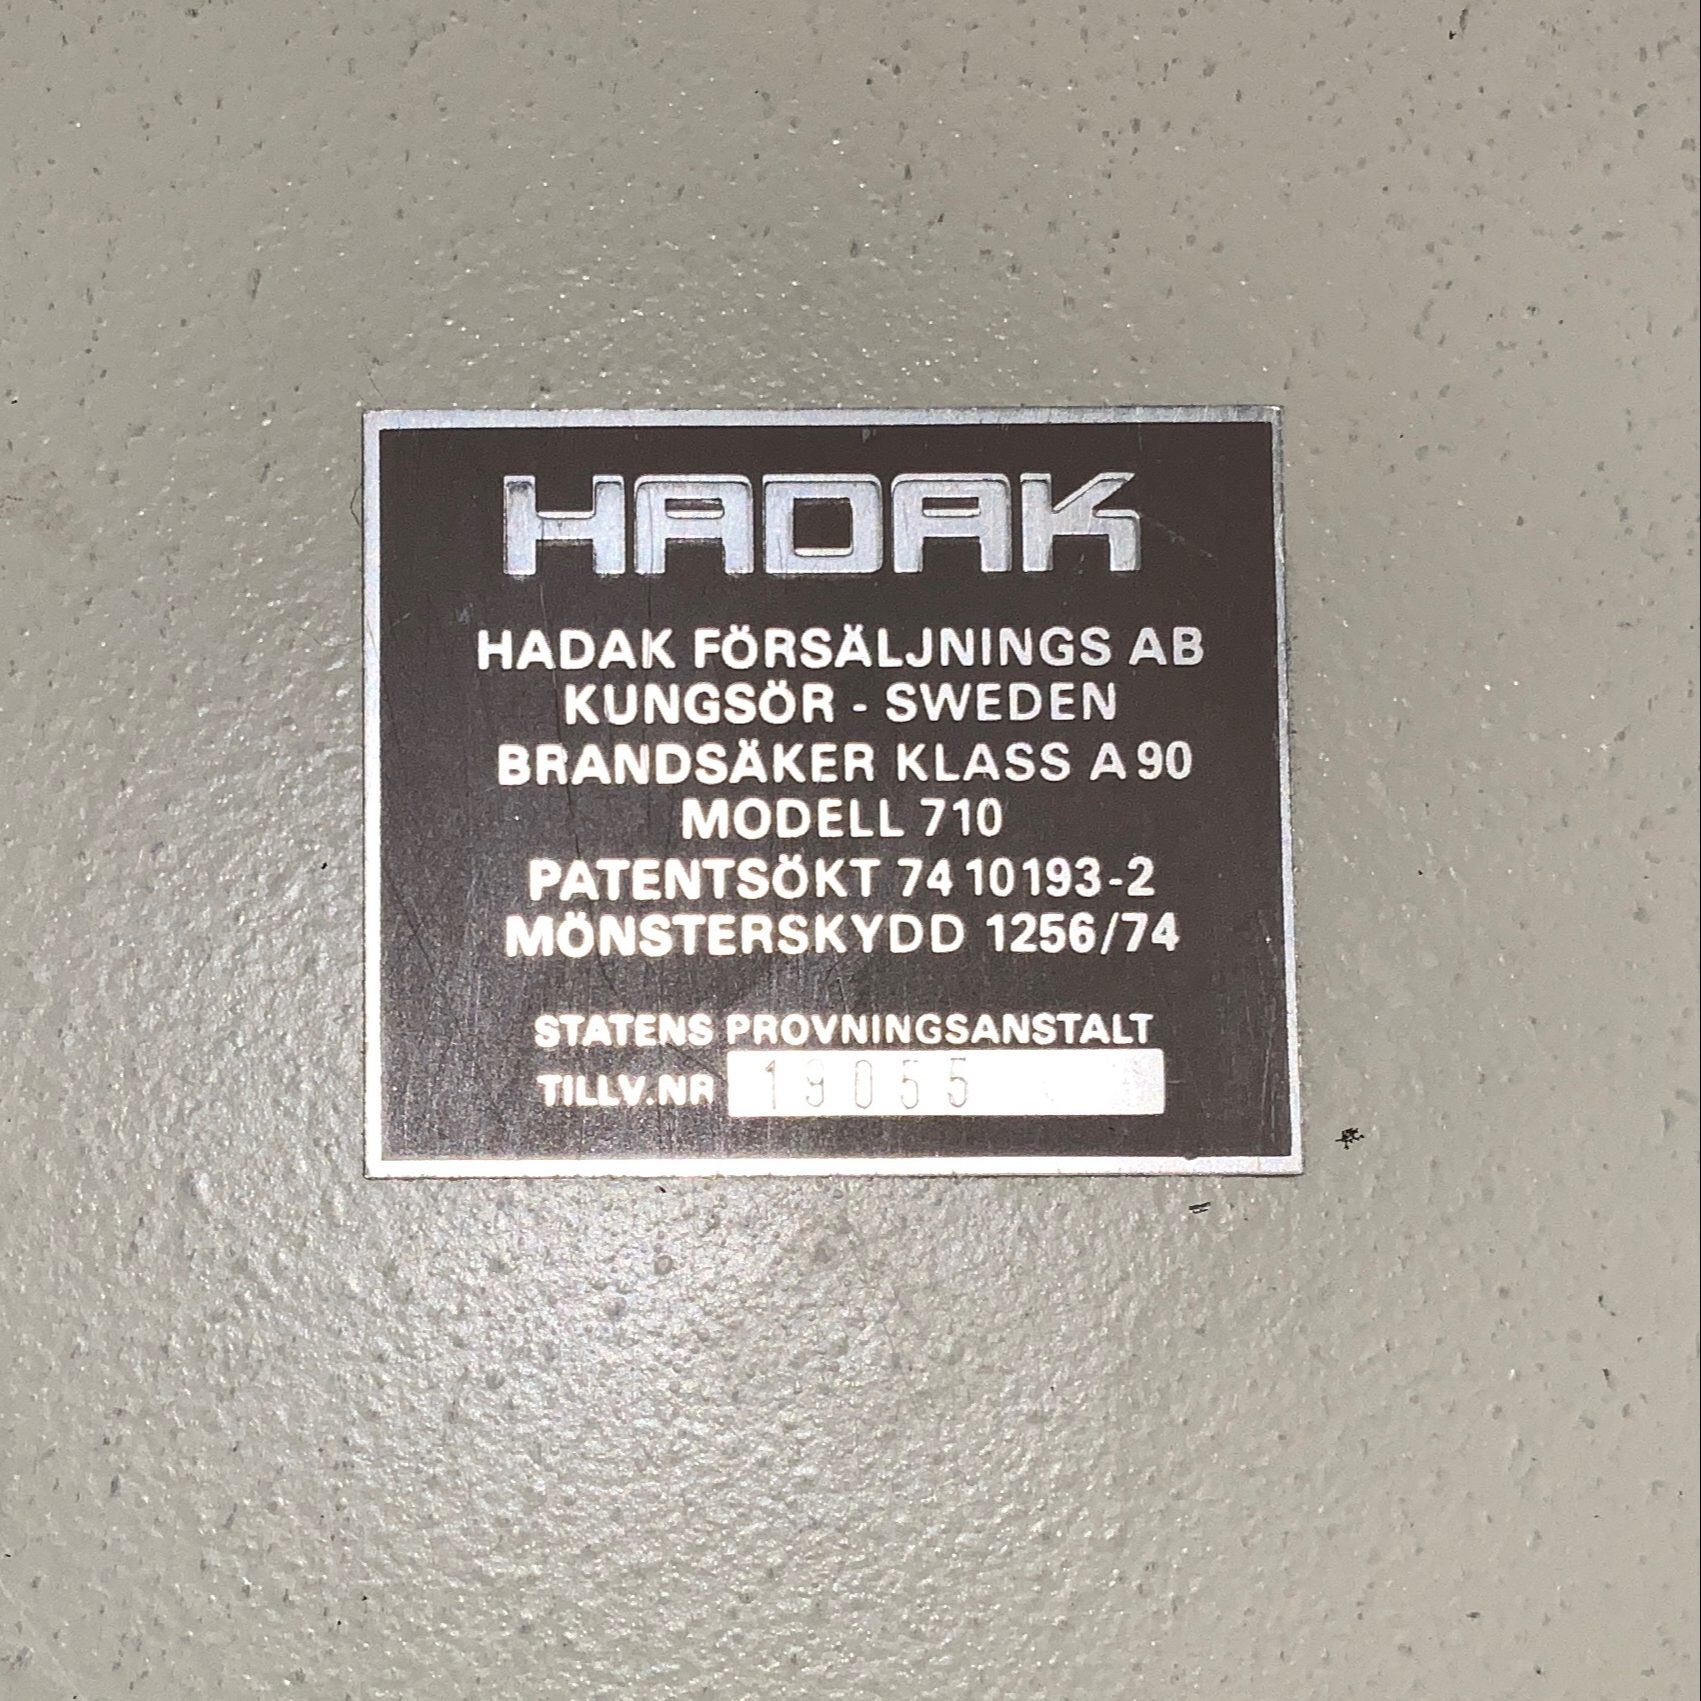 HADAK
HADAK FÖRSÄLJNINGS AB
KUNGSÖR - SWEDEN
BRANDSÄKER KLASS A 90
MODELL 710
PATENTSÖKT 74 10193-2
MÖNSTERSKYDD 1256/74
STATENS PROVNINGSANSTALT
TILLV.NR 19055